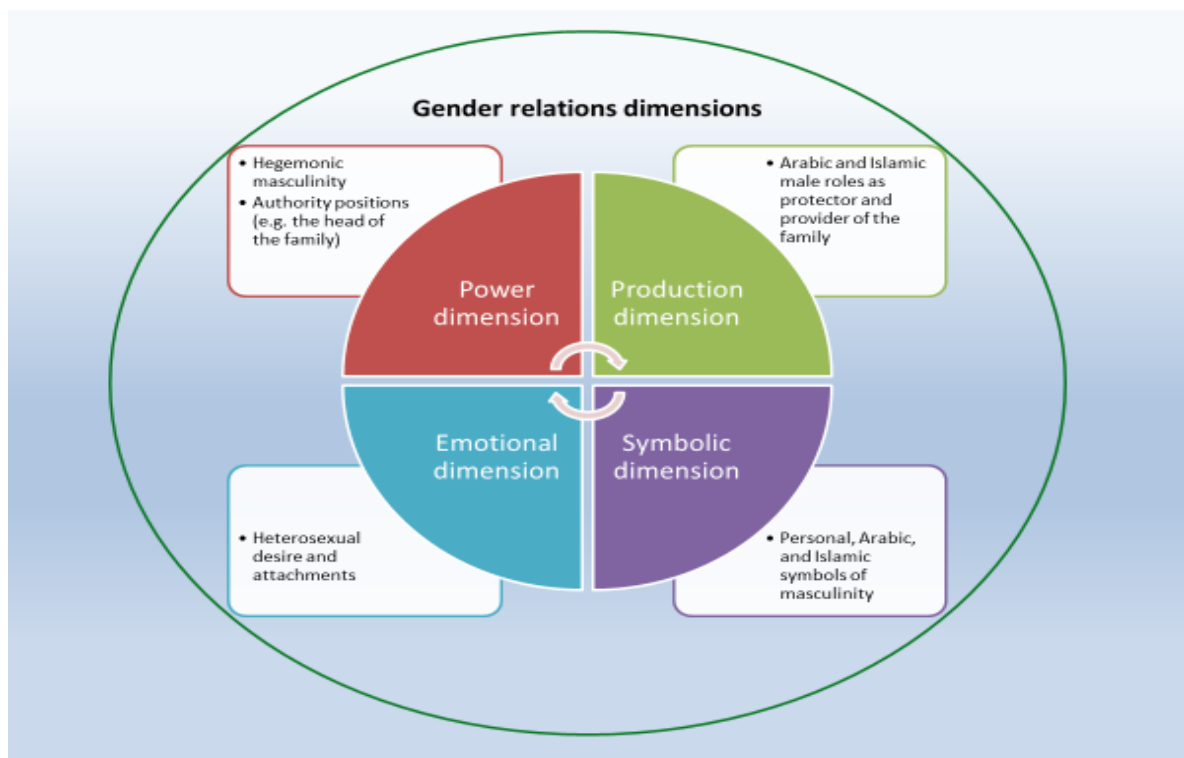 Gender relations dimensions
• Hegemonic
masculinity
• Authority positions
(e.g. the head of
the family)
• Arabic and Islamic
male roles as
protector and
provider of the
family
Power
dimension
Production
dimension
Emotional
dimension
Symbolic
dimension
• Heterosexual
desire and
attachments
• Personal, Arabic,
and Islamic
symbols of
masculinity